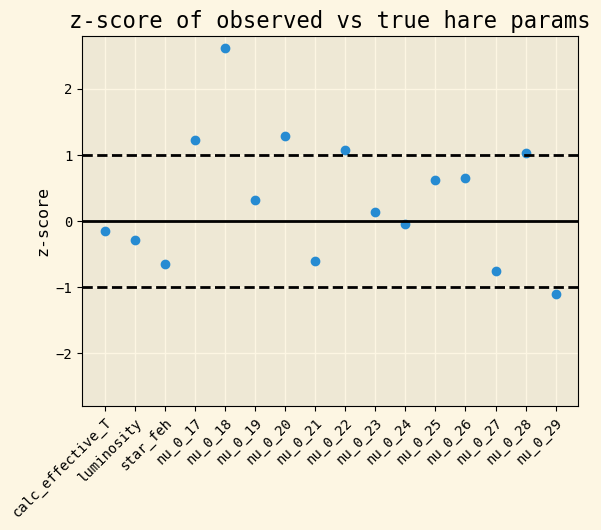 z-score of observed vs true hare params
z-score
2
1
0
−1
−2
calc_effective_T
luminosity
star_feh
nu_0_17
nu_0_18
nu_0_19
nu_0_20
nu_0_21
nu_0_22
nu_0_23
nu_0_24
nu_0_25
nu_0_26
nu_0_27
nu_0_28
nu_0_29